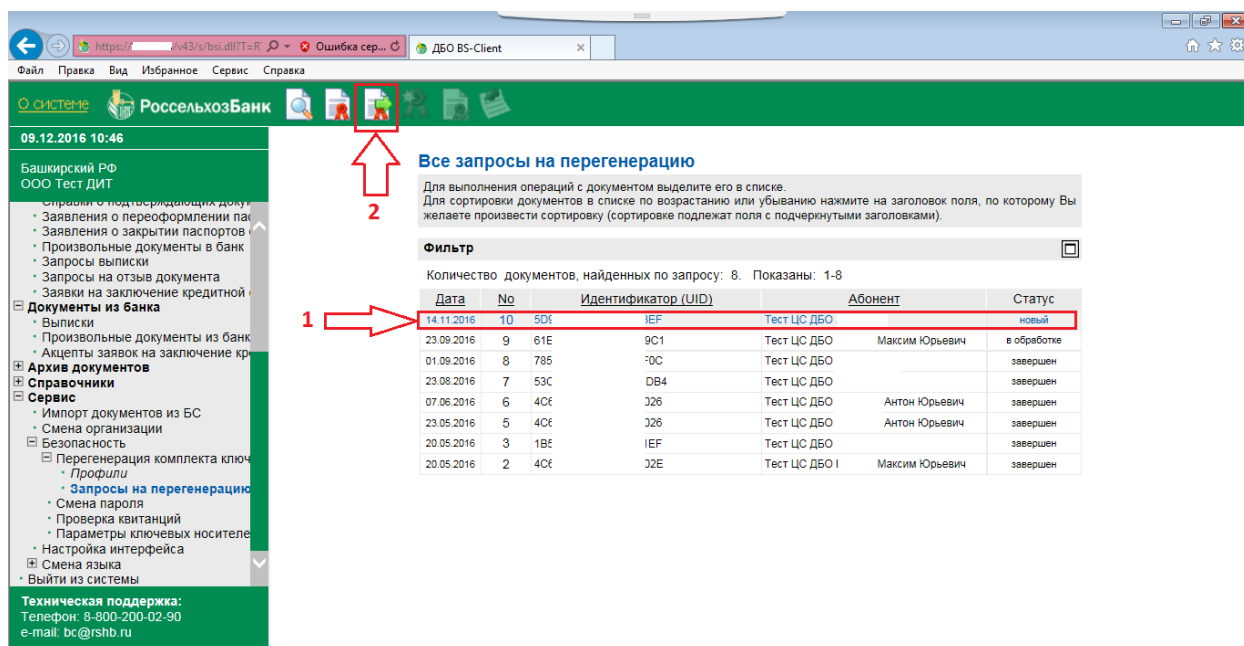 https:// /v43/s/bsi.dll?T=R
Ошибка сер...
ДБО BS-Client
Файл Правка Вид Избранное Сервис Справка
О системе
РоссельхозБанк
09.12.2016 10:46
Башкирский РФ
ООО Тест ДИТ
Справки о подтверждающих
Заявления о переоформлении пас
Заявления о закрытии паспортов
Произвольные документы в банк
Запросы выписки
Запросы на отзыв документа
Заявки на заключение кредитной
Документы из банка
Выписки
Произвольные документы из банк
Акцепты заявок на заключение кр
Архив документов
Справочники
Сервис
Импорт документов из БС
Смена организации
Безопасность
Перегенерация комплекта ключ
Профили
Запросы на перегенерацию
Смена пароля
Проверка квитанций
Параметры ключевых носителе
Настройка интерфейса
Смена языка
Выйти из системы
Техническая поддержка:
Телефон: 8-800-200-02-90
e-mail: bc@rshb.ru
2
1
Все запросы на перегенерацию
Для выполнения операций с документом выделите его в списке.
Для сортировки документов в списке по возрастанию или убыванию нажмите на заголовок поля, по которому Вы
желаете произвести сортировку (сортировке подлежат поля с подчеркнутыми заголовками).
Фильтр
Количество документов, найденных по запросу: 8. Показаны: 1-8
Дата No Идентификатор (UID) Абонент Статус
14.11.2016 10 5D9 3EF Тест ЦС ДБО новый
23.09.2016 9 61E 9C1 Тест ЦС ДБО Максим Юрьевич в обработке
01.09.2016 8 785 F0C Тест ЦС ДБО завершен
23.08.2016 7 53C DB4 Тест ЦС ДБО завершен
07.06.2016 6 4C6 026 Тест ЦС ДБО Антон Юрьевич завершен
23.05.2016 5 4C6 026 Тест ЦС ДБО Антон Юрьевич завершен
20.05.2016 3 1B5 EF Тест ЦС ДБО завершен
20.05.2016 2 4C6 02E Тест ЦС ДБО Максим Юрьевич завершен